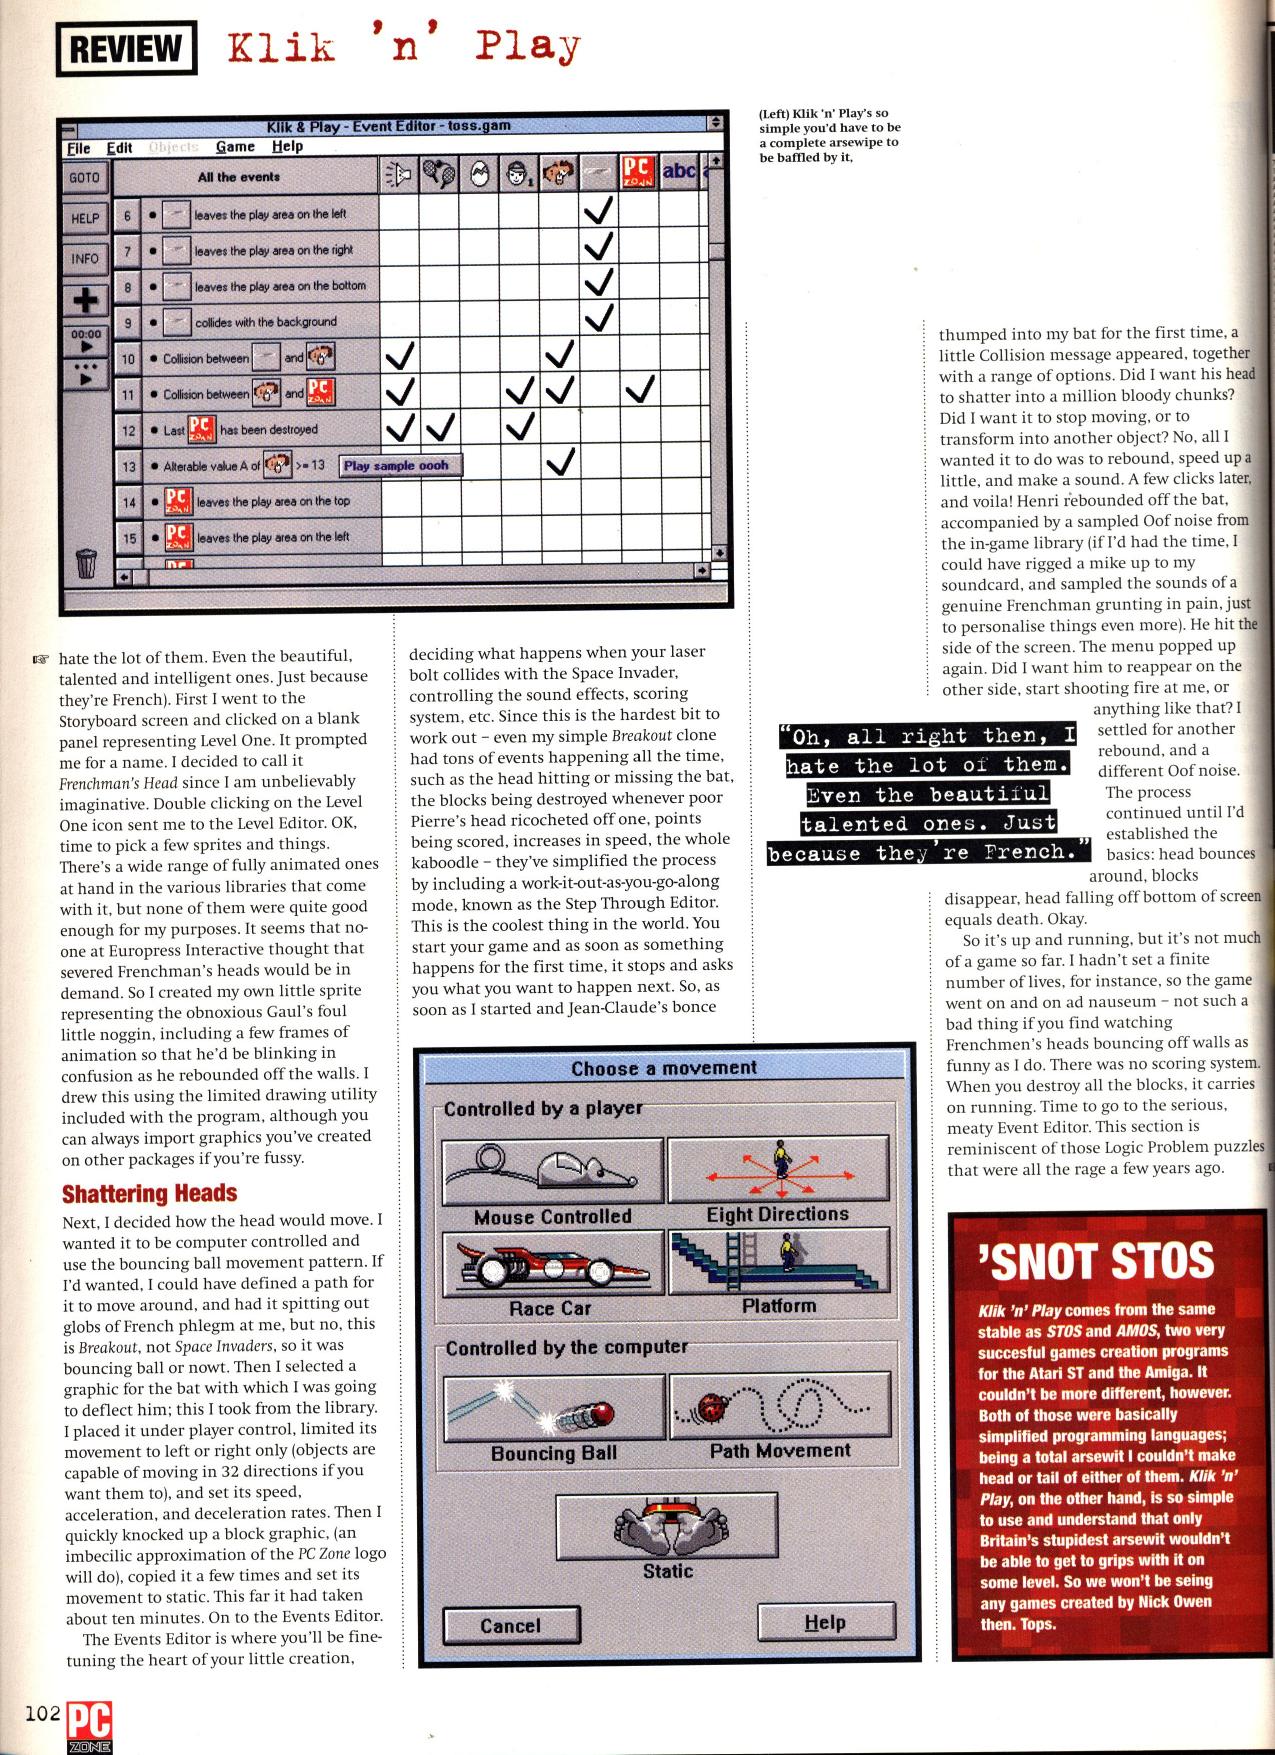 REVIEW Klik 'n' Play
Klik & Play - Event Editor - toss.gam
File Edit Objects Game Help
GOTO
HELP
INFO
00:00
All the events
PC ZONE
abc
6 • leaves the play area on the left
7 • leaves the play area on the right
8 • leaves the play area on the bottom
9 • collides with the background
10 • Collision between and
11 • Collision between and PC ZONE
12 • Last PC ZONE has been destroyed
13 • Alterable value A of >= 13 Play sample oooh
14 • PC ZONE leaves the play area on the top
15 • PC ZONE leaves the play area on the left
(Left) Klik 'n' Play's so
simple you'd have to be
a complete arsewipe to
be baffled by it,
☞ hate the lot of them. Even the beautiful,
talented and intelligent ones. Just because
they're French). First I went to the
Storyboard screen and clicked on a blank
panel representing Level One. It prompted
me for a name. I decided to call it
Frenchman's Head since I am unbelievably
imaginative. Double clicking on the Level
One icon sent me to the Level Editor. OK,
time to pick a few sprites and things.
There's a wide range of fully animated ones
at hand in the various libraries that come
with it, but none of them were quite good
enough for my purposes. It seems that no-
one at Europress Interactive thought that
severed Frenchman's heads would be in
demand. So I created my own little sprite
representing the obnoxious Gaul's foul
little noggin, including a few frames of
animation so that he'd be blinking in
confusion as he rebounded off the walls. I
drew this using the limited drawing utility
included with the program, although you
can always import graphics you've created
on other packages if you're fussy.
Shattering Heads
Next, I decided how the head would move. I
wanted it to be computer controlled and
use the bouncing ball movement pattern. If
I'd wanted, I could have defined a path for
it to move around, and had it spitting out
globs of French phlegm at me, but no, this
is Breakout, not Space Invaders, so it was
bouncing ball or nowt. Then I selected a
graphic for the bat with which I was going
to deflect him; this I took from the library.
I placed it under player control, limited its
movement to left or right only (objects are
capable of moving in 32 directions if you
want them to), and set its speed,
acceleration, and deceleration rates. Then I
quickly knocked up a block graphic, (an
imbecilic approximation of the PC Zone logo
will do), copied it a few times and set its
movement to static. This far it had taken
about ten minutes. On to the Events Editor.
The Events Editor is where you'll be fine-
tuning the heart of your little creation,
deciding what happens when your laser
bolt collides with the Space Invader,
controlling the sound effects, scoring
system, etc. Since this is the hardest bit to
work out – even my simple Breakout clone
had tons of events happening all the time,
such as the head hitting or missing the bat,
the blocks being destroyed whenever poor
Pierre's head ricocheted off one, points
being scored, increases in speed, the whole
kaboodle – they've simplified the process
by including a work-it-out-as-you-go-along
mode, known as the Step Through Editor.
This is the coolest thing in the world. You
start your game and as soon as something
happens for the first time, it stops and asks
you what you want to happen next. So, as
soon as I started and Jean-Claude's bonce
Choose a movement
Controlled by a player
Mouse Controlled
Eight Directions
Race Car
Platform
Controlled by the computer
Bouncing Ball
Path Movement
Static
Cancel
Help
thumped into my bat for the first time, a
little Collision message appeared, together
with a range of options. Did I want his head
to shatter into a million bloody chunks?
Did I want it to stop moving, or to
transform into another object? No, all I
wanted it to do was to rebound, speed up a
little, and make a sound. A few clicks later,
and voila! Henri rebounded off the bat,
accompanied by a sampled Oof noise from
the in-game library (if I'd had the time, I
could have rigged a mike up to my
soundcard, and sampled the sounds of a
genuine Frenchman grunting in pain, just
to personalise things even more). He hit the
side of the screen. The menu popped up
again. Did I want him to reappear on the
other side, start shooting fire at me, or
anything like that? I
settled for another
rebound, and a
different Oof noise.
The process
continued until I'd
established the
basics: head bounces
around, blocks
disappear, head falling off bottom of screen
equals death. Okay.
So it's up and running, but it's not much
of a game so far. I hadn't set a finite
number of lives, for instance, so the game
went on and on ad nauseum – not such a
bad thing if you find watching
Frenchmen's heads bouncing off walls as
funny as I do. There was no scoring system.
When you destroy all the blocks, it carries
on running. Time to go to the serious,
meaty Event Editor. This section is
reminiscent of those Logic Problem puzzles
that were all the rage a few years ago.
"Oh, all right then, I
hate the lot of them.
Even the beautiful
talented ones. Just
because they're French."
'SNOT STOS
Klik 'n' Play comes from the same
stable as STOS and AMOS, two very
succesful games creation programs
for the Atari ST and the Amiga. It
couldn't be more different, however.
Both of those were basically
simplified programming languages;
being a total arsewit I couldn't make
head or tail of either of them. Klik 'n'
Play, on the other hand, is so simple
to use and understand that only
Britain's stupidest arsewit wouldn't
be able to get to grips with it on
some level. So we won't be seing
any games created by Nick Owen
then. Tops.
102 PC ZONE